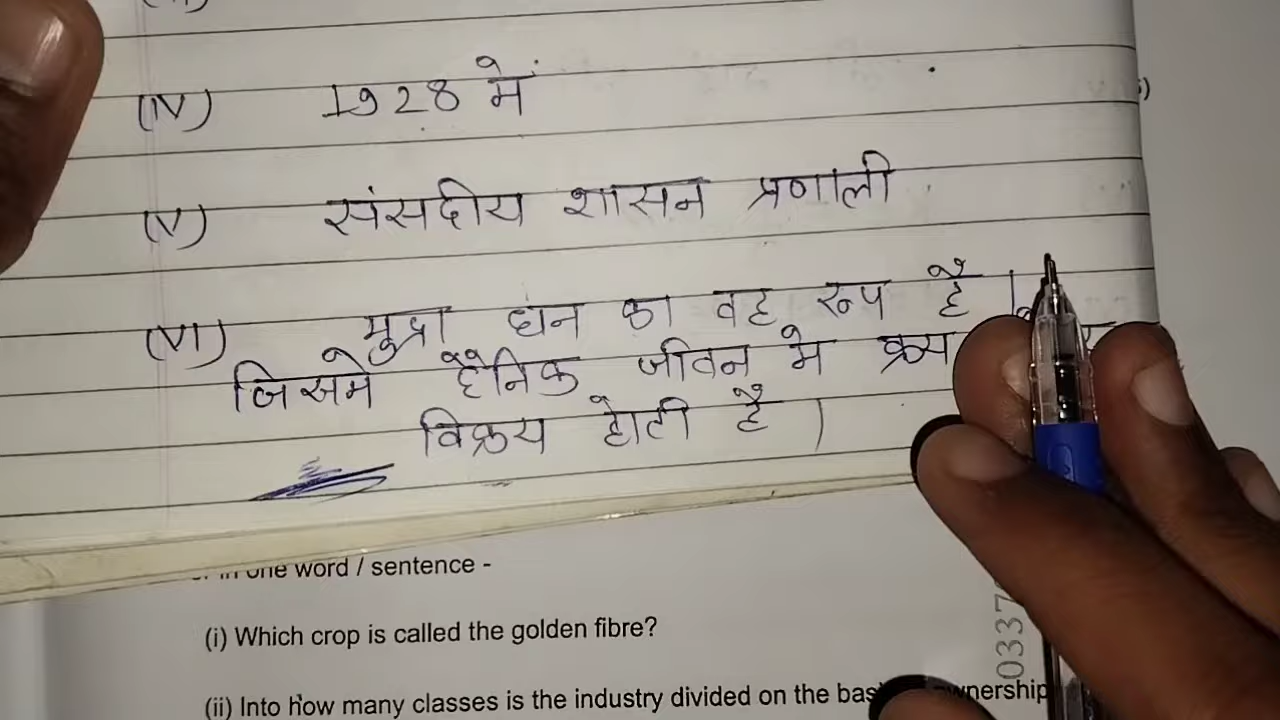 (IV) 1928 में
(V) संसदीय शासन प्रणाली
(VI) मुद्रा धन का वह रूप है |
जिसमे दैनिक जीवन मे क्रय
विक्रय होती है |
in one word / sentence -
(i) Which crop is called the golden fibre?
(ii) Into how many classes is the industry divided on the
0337